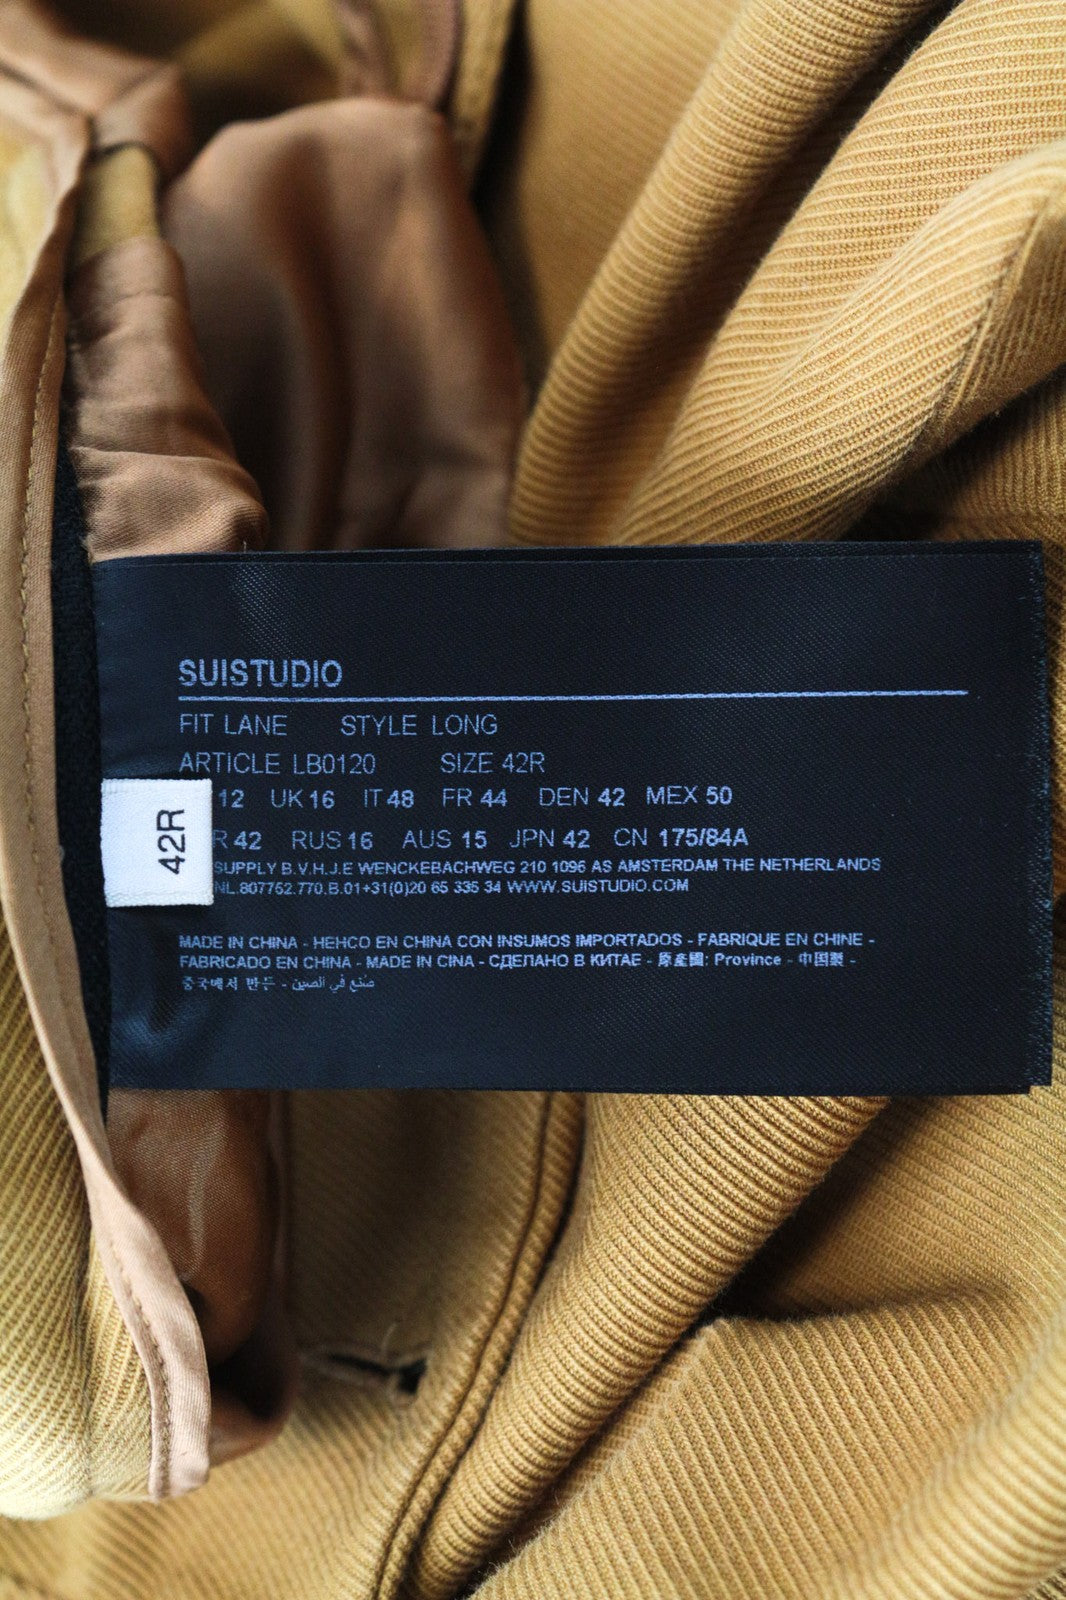 SUISTUDIO
FIT LANE STYLE LONG
ARTICLE LB0120 SIZE 42R
12 UK 16 IT 48 FR 44 DEN 42 MEX 50
R 42 RUS 16 AUS 15 JPN 42 CN 175/84A
SUPPLY B.V.H.J.E WENCKEBACHWEG 210 1096 AS AMSTERDAM THE NETHERLANDS
NL.807752.770.B.01+31(0)20 65 335 34 WWW.SUISTUDIO.COM
MADE IN CHINA - HEHCO EN CHINA CON INSUMOS IMPORTADOS - FABRIQUE EN CHINE -
FABRICADO EN CHINA - MADE IN CINA - СДЕЛАНО В КИТАЕ - 原產國: Province - 中国製 -
중국에서 만든 - صنع في الصين
42R